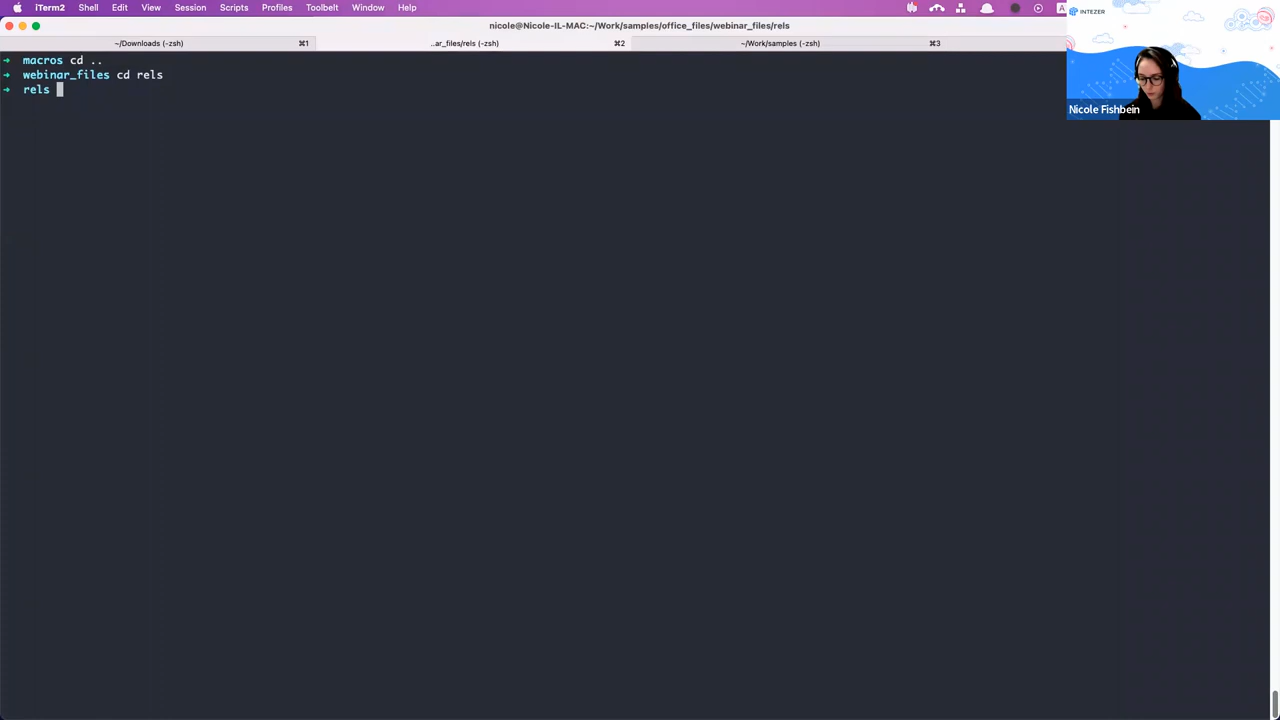 iTerm2 Shell Edit View Session Scripts Profiles Toolbelt Window Help
nicole@Nicole-IL-MAC:~/Work/samples/office_files/webinar_files/rels
~/Downloads (-zsh) ⌘1 ..ar_files/rels (-zsh) ⌘2 ~/Work/samples (-zsh) ⌘3
➜ macros cd ..
➜ webinar_files cd rels
➜ rels
INTEZER
Nicole Fishbein